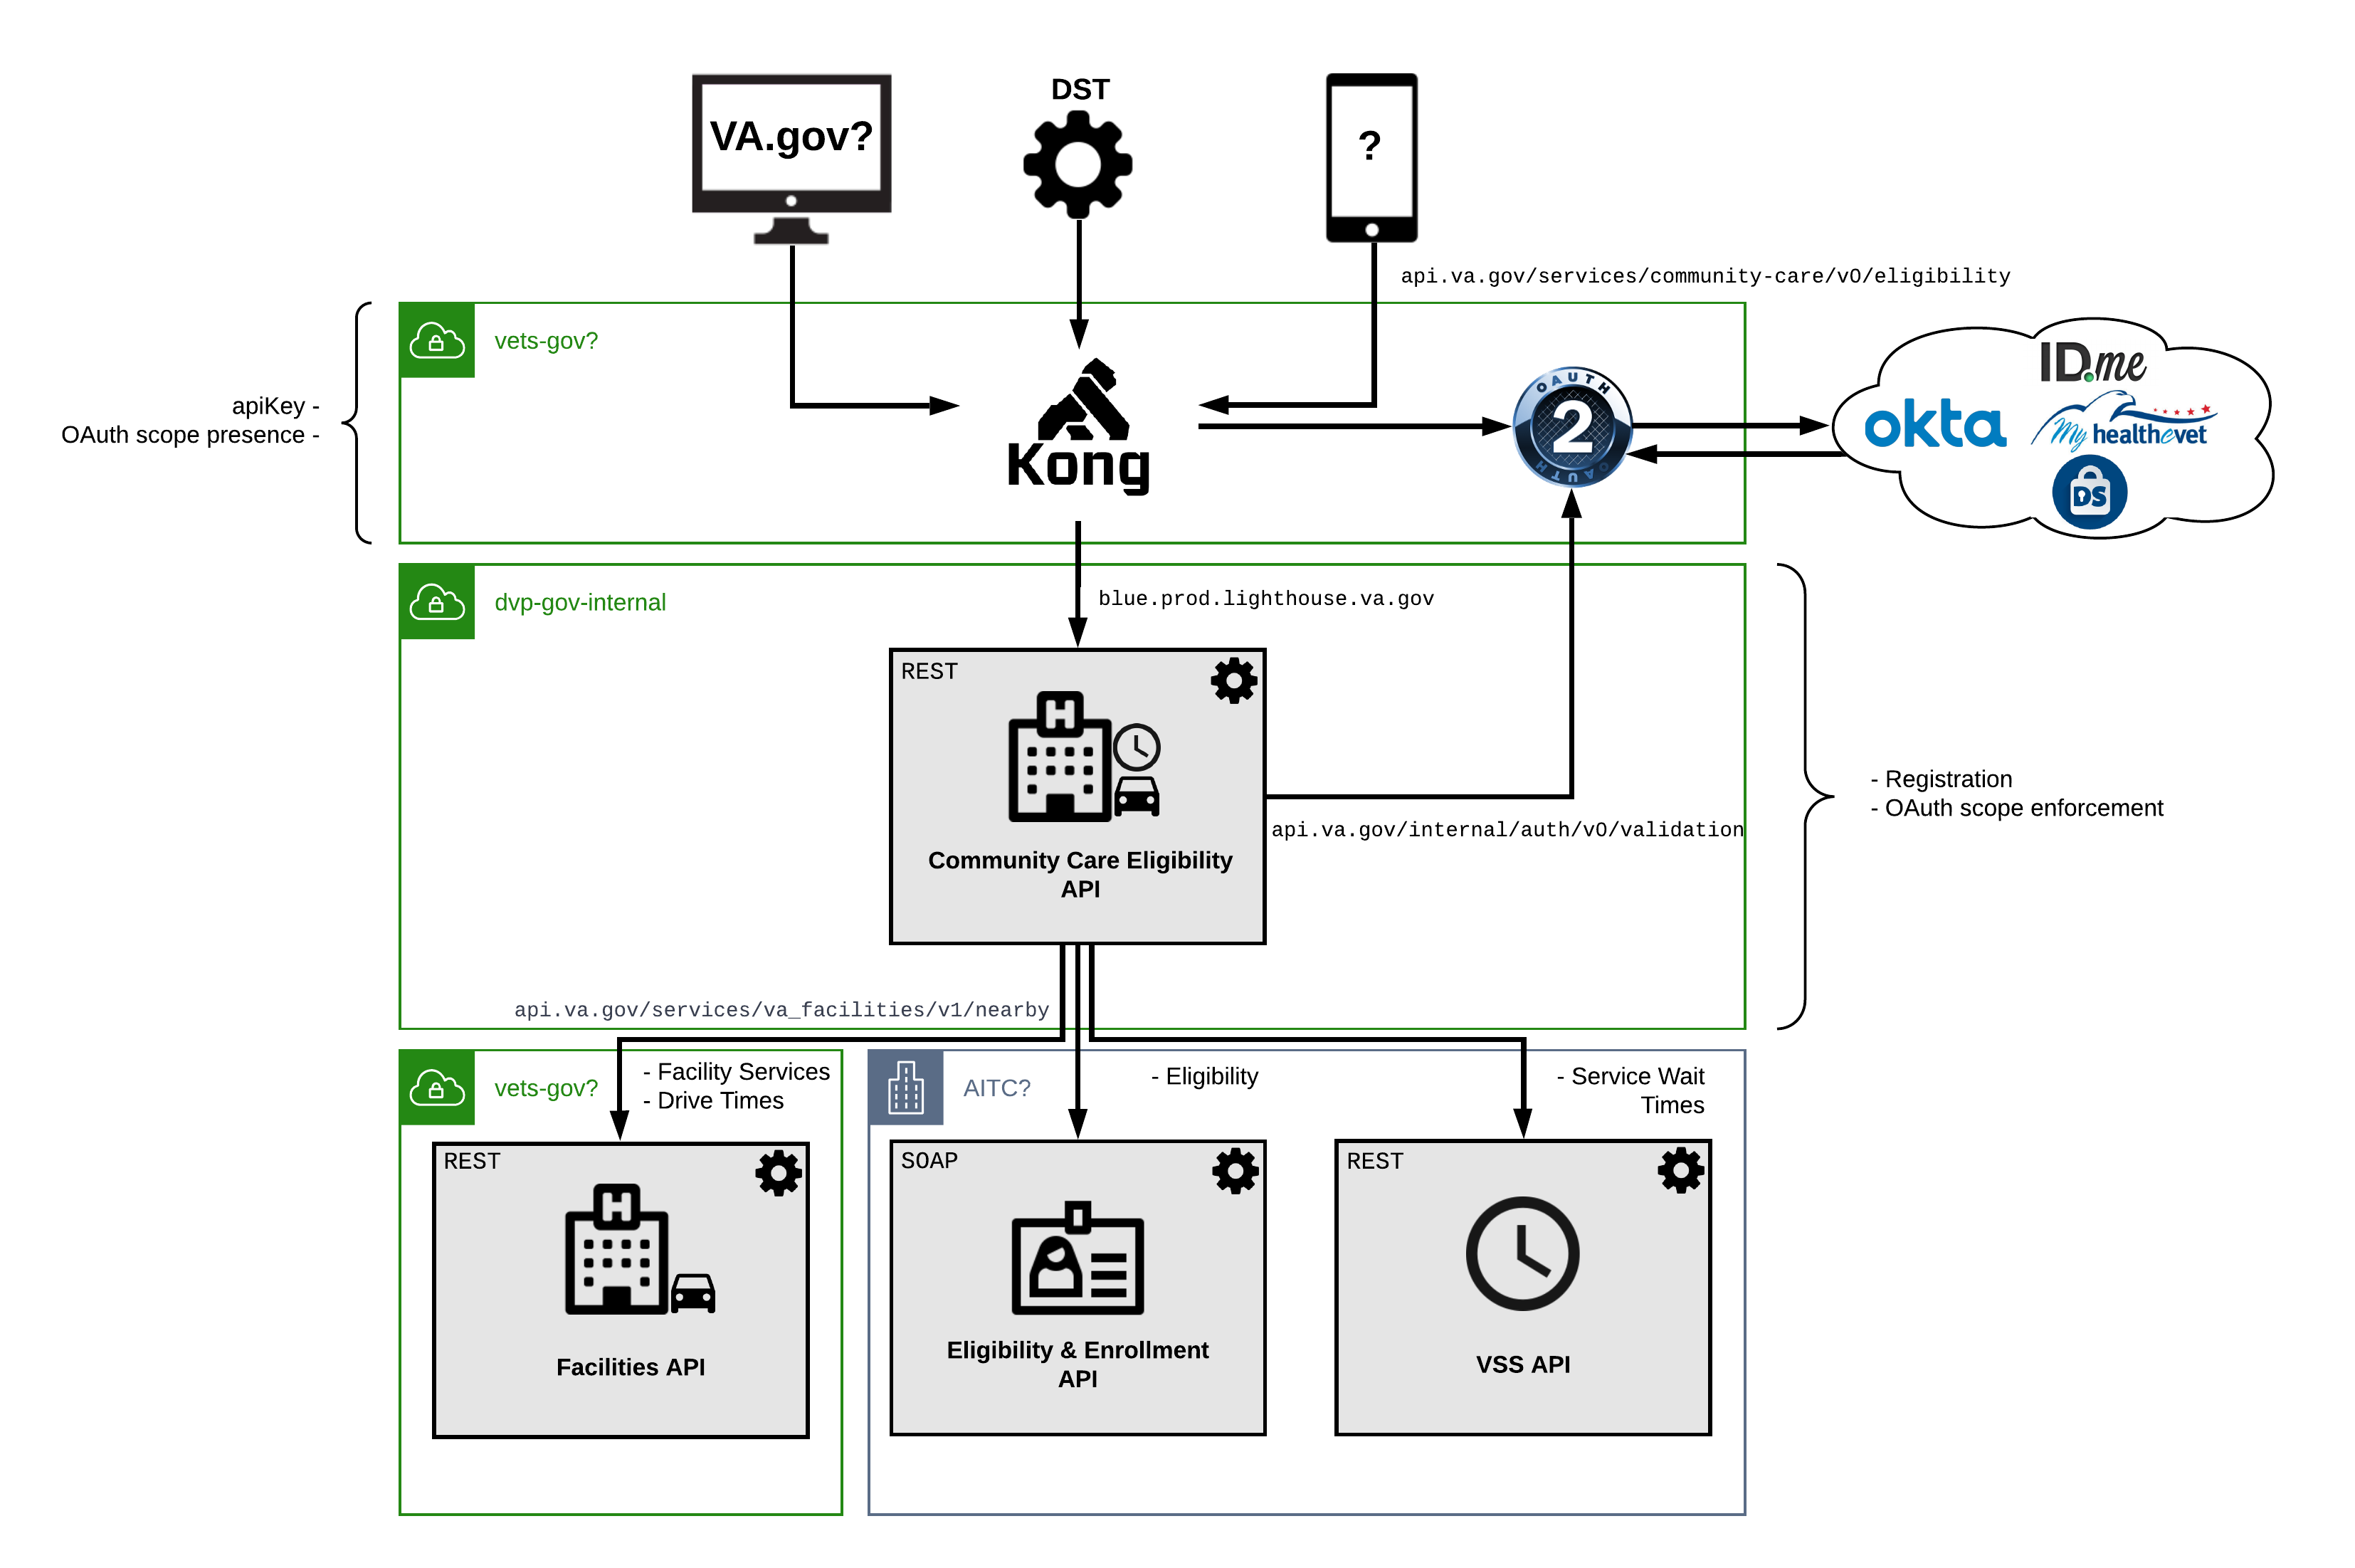 VA.gov?
DST
?
api.va.gov/services/community-care/v0/eligibility
vets-gov?
apiKey -
OAuth scope presence -
Kong
OAUTH
2
OAUTH
ID.me
okta
My healthevet
DS
dvp-gov-internal
blue.prod.lighthouse.va.gov
REST
H
Community Care Eligibility
API
api.va.gov/internal/auth/v0/validation
- Registration
- OAuth scope enforcement
api.va.gov/services/va_facilities/v1/nearby
vets-gov?
- Facility Services
- Drive Times
AITC?
- Eligibility
- Service Wait
Times
REST
H
Facilities API
SOAP
Eligibility & Enrollment
API
REST
VSS API